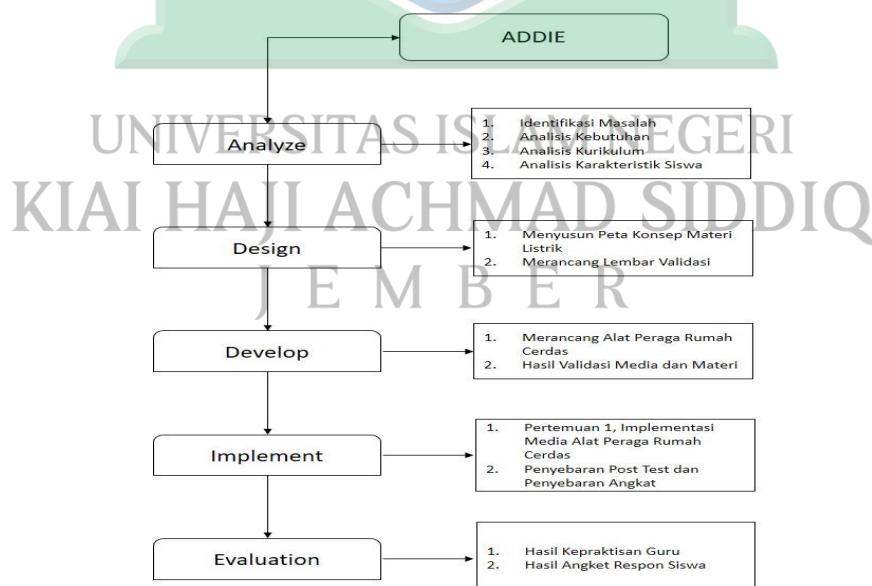 ADDIE
UNIVERSITAS ISLAM NEGERI
KIAI HAJI ACHMAD SIDDIQ
JEMBER
Analyze
1. Identifikasi Masalah
2. Analisis Kebutuhan
3. Analisis Kurikulum
4. Analisis Karakteristik Siswa
Design
1. Menyusun Peta Konsep Materi
Listrik
2. Merancang Lembar Validasi
Develop
1. Merancang Alat Peraga Rumah
Cerdas
2. Hasil Validasi Media dan Materi
Implement
1. Pertemuan 1, Implementasi
Media Alat Peraga Rumah
Cerdas
2. Penyebaran Post Test dan
Penyebaran Angkat
Evaluation
1. Hasil Kepraktisan Guru
2. Hasil Angket Respon Siswa